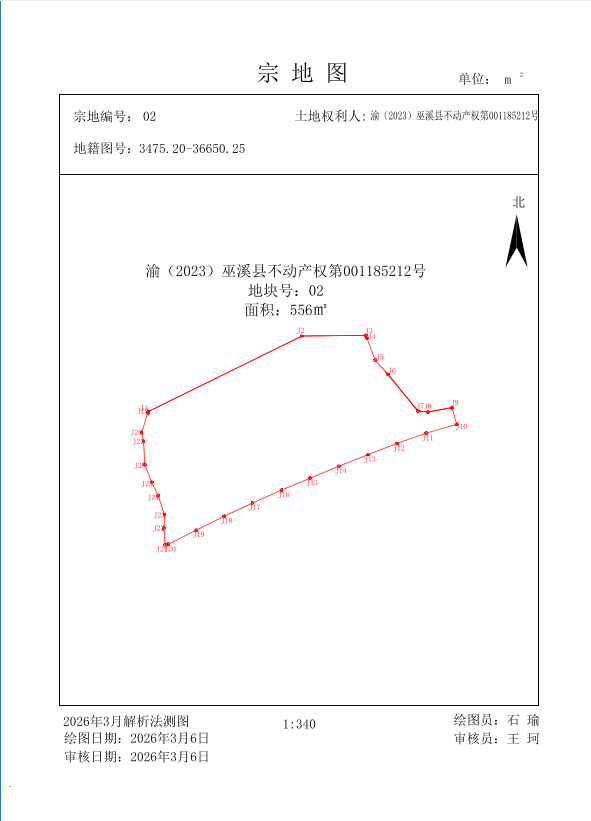 宗 地 图
单位： m ²
宗地编号： 02
土地权利人: 渝（2023）巫溪县不动产权第001185212号
地籍图号：3475.20-36650.25
北
渝（2023）巫溪县不动产权第001185212号
地块号：02
面积：556㎡
J2
J3
J4
J5
J6
J7
J8
J9
J10
J11
J12
J13
J14
J15
J16
J17
J18
J19
J20
2026年3月解析法测图
绘图日期：2026年3月6日
审核日期：2026年3月6日
1:340
绘图员：石 瑜
审核员：王 珂